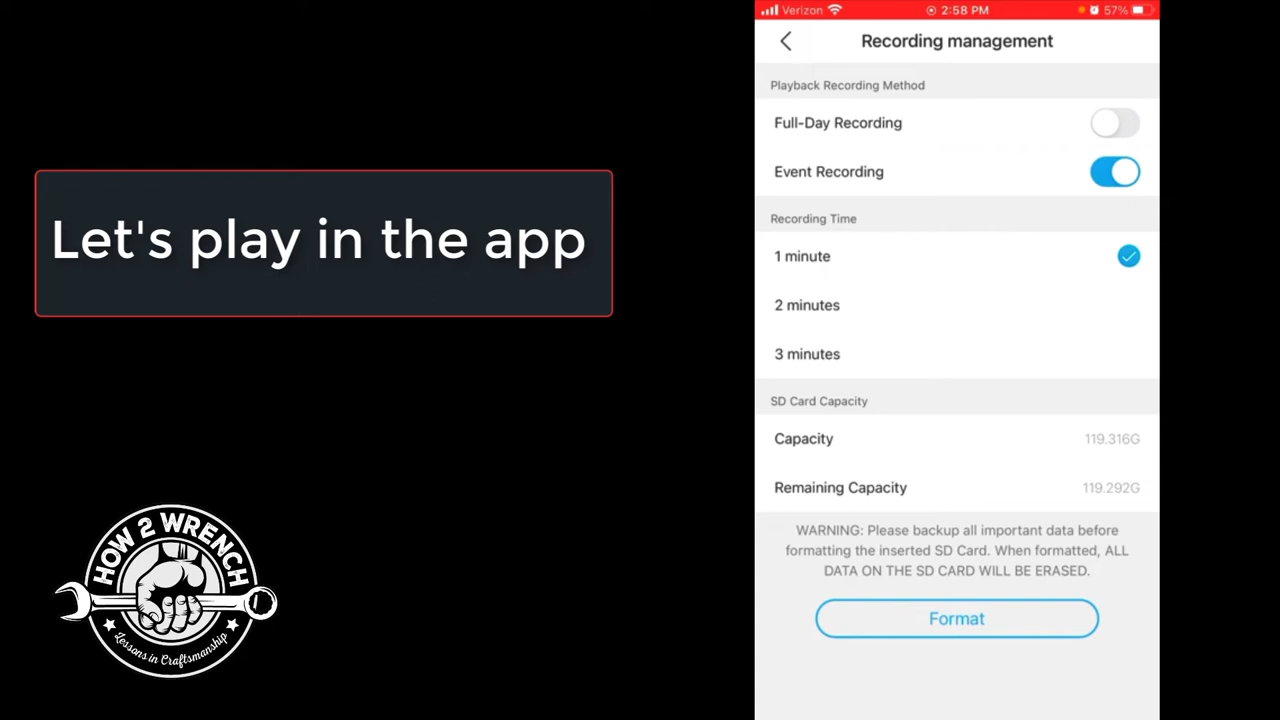 Verizon 2:58 PM 57%
Recording management
Playback Recording Method
Full-Day Recording
Event Recording
Recording Time
1 minute
2 minutes
3 minutes
SD Card Capacity
Capacity 119.316G
Remaining Capacity 119.292G
WARNING: Please backup all important data before
formatting the inserted SD Card. When formatted, ALL
DATA ON THE SD CARD WILL BE ERASED.
Format
Let's play in the app
HOW 2 WRENCH
Lessons in Craftsmanship